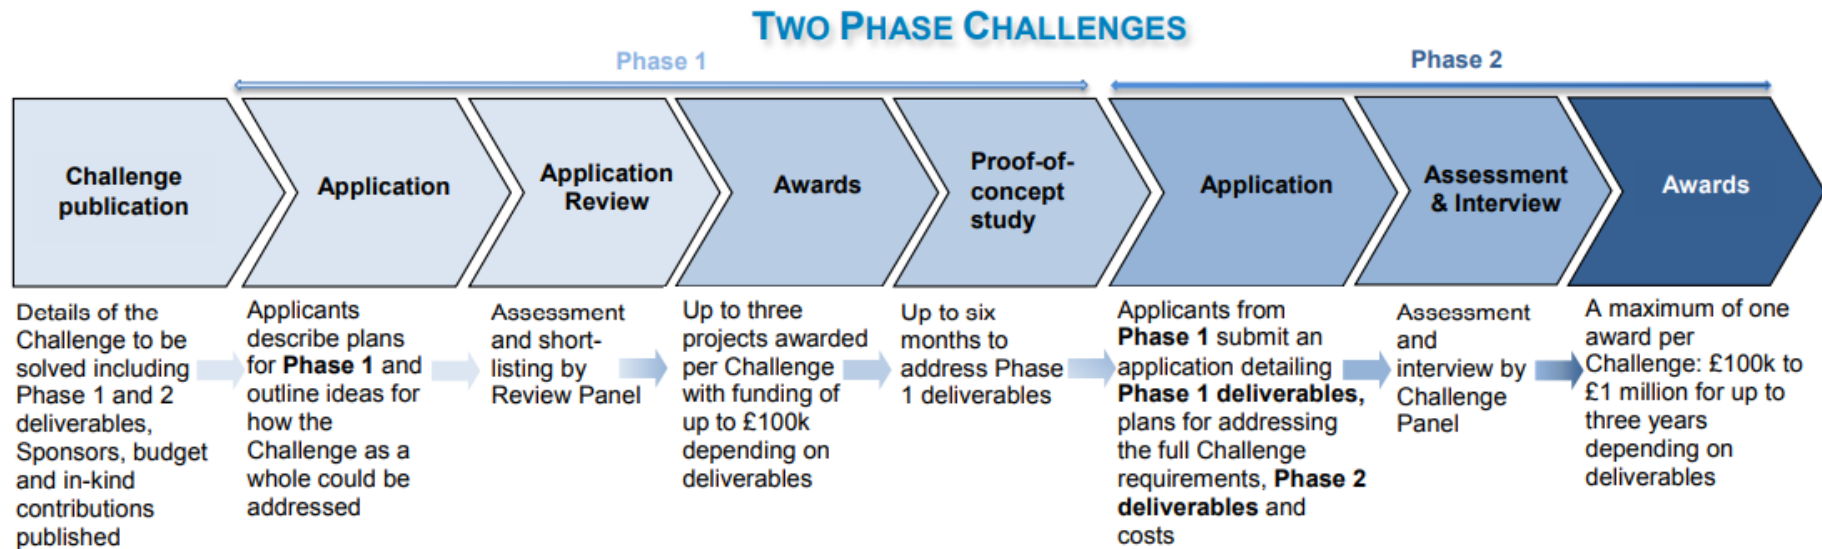 TWO PHASE CHALLENGES
Phase 1
Phase 2
Challenge
publication
Application
Application
Review
Awards
Proof-of-
concept
study
Application
Assessment
& Interview
Awards
Details of the
Challenge to be
solved including
Phase 1 and 2
deliverables,
Sponsors, budget
and in-kind
contributions
published
Applicants
describe plans
for Phase 1 and
outline ideas for
how the
Challenge as a
whole could be
addressed
Assessment
and short-
listing by
Review Panel
Up to three
projects awarded
per Challenge
with funding of
up to £100k
depending on
deliverables
Up to six
months to
address Phase
1 deliverables
Applicants from
Phase 1 submit an
application detailing
Phase 1 deliverables,
plans for addressing
the full Challenge
requirements, Phase 2
deliverables and
costs
Assessment
and
interview by
Challenge
Panel
A maximum of one
award per
Challenge: £100k to
£1 million for up to
three years
depending on
deliverables